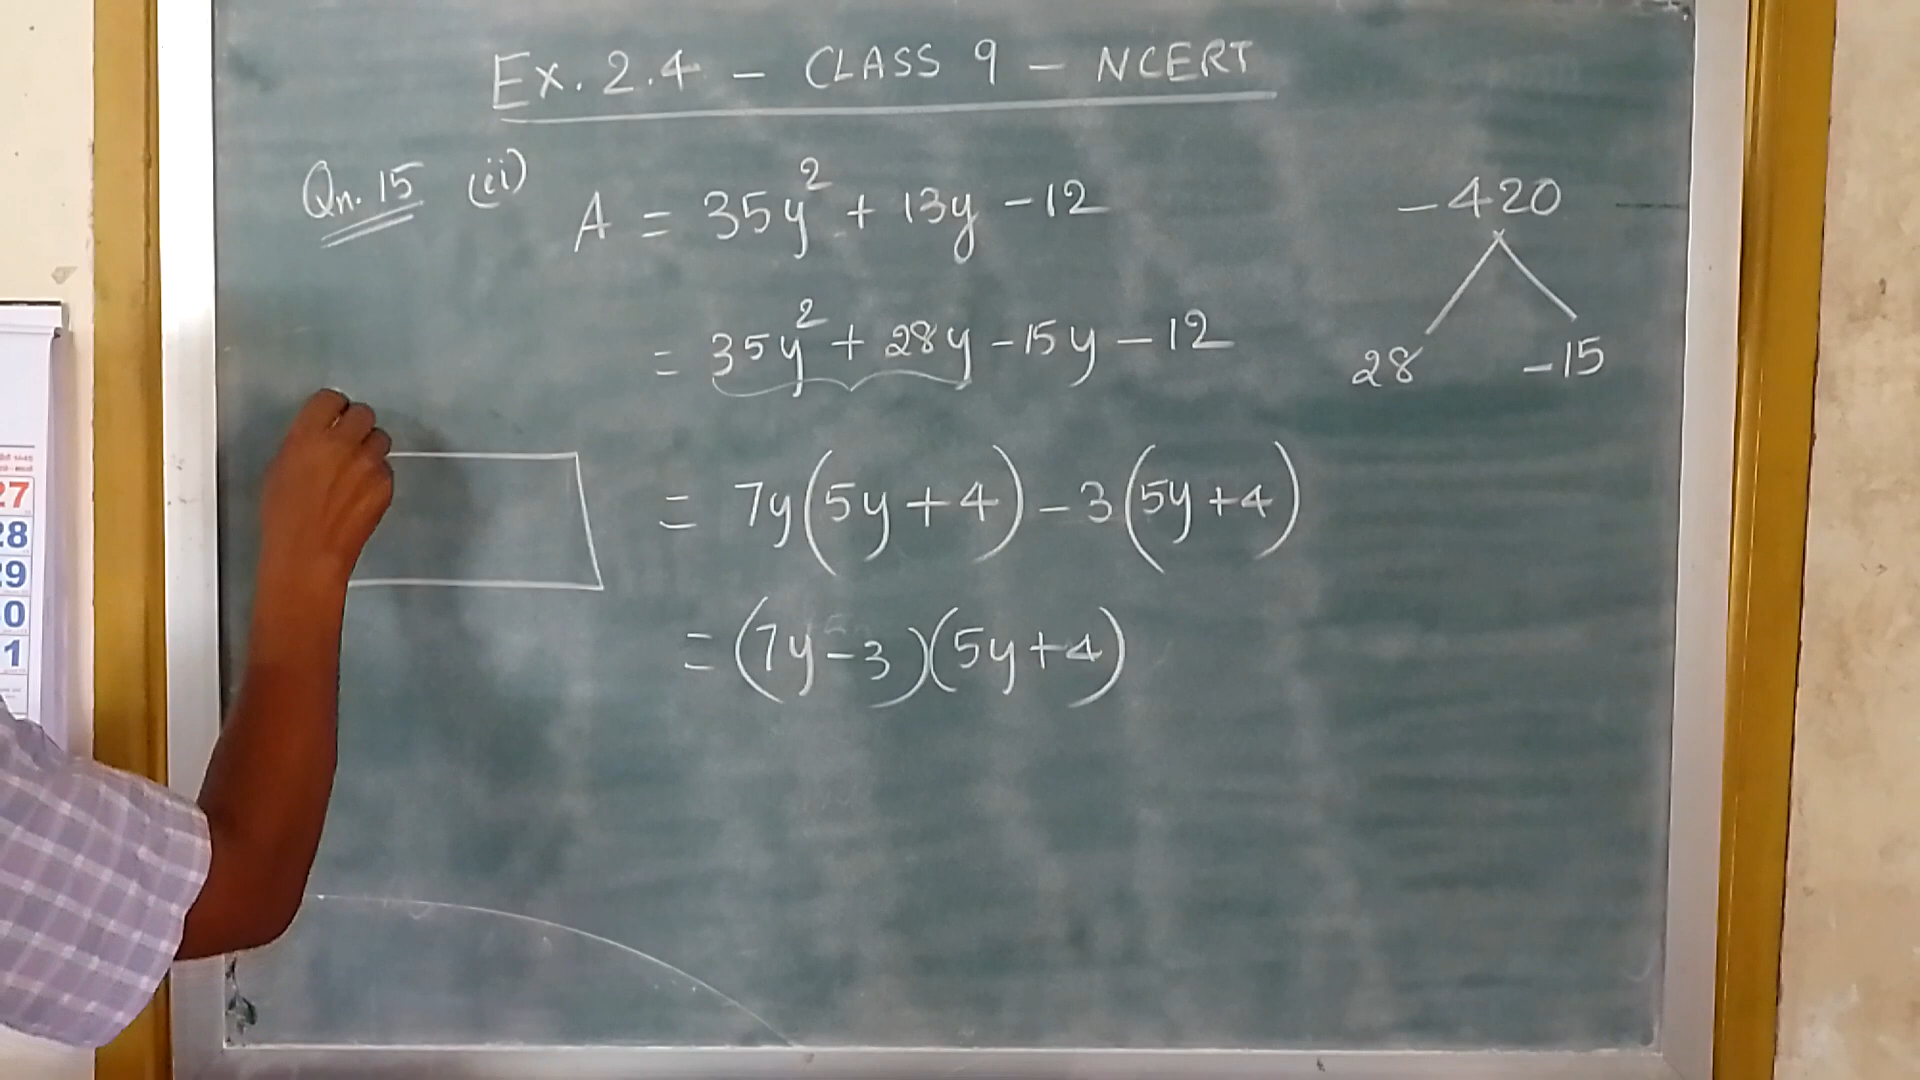 Ex. 2.4 – CLASS 9 – NCERT
Qn. 15 (ii) A = 35y² + 13y - 12
= 35y² + 28y - 15y - 12
= 7y(5y + 4) - 3(5y + 4)
= (7y - 3)(5y + 4)
-420
28 -15
27
28
29